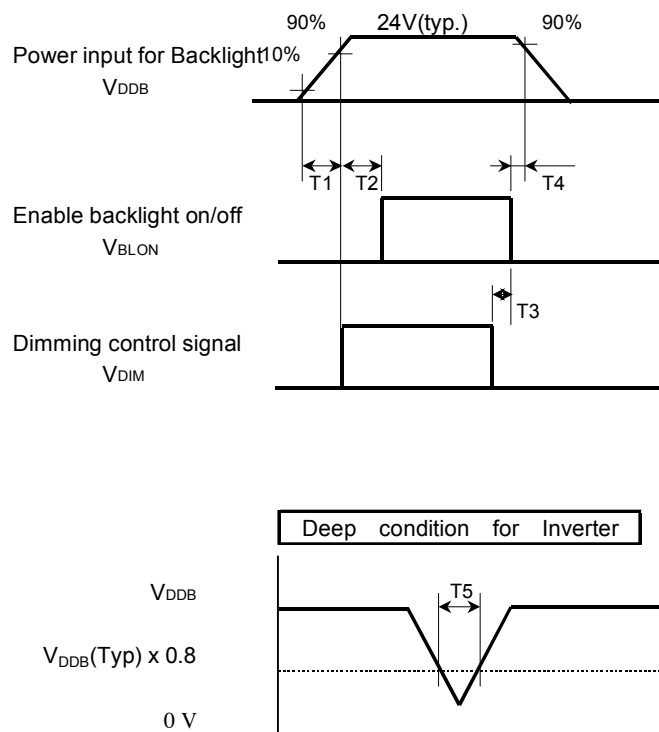 90% 24V(typ.) 90%
Power input for Backlight 10%
VDDB
T1 T2 T4
Enable backlight on/off
VBLON
T3
Dimming control signal
VDIM
Deep condition for Inverter
VDDB T5
VDDB(Typ) x 0.8
0 V